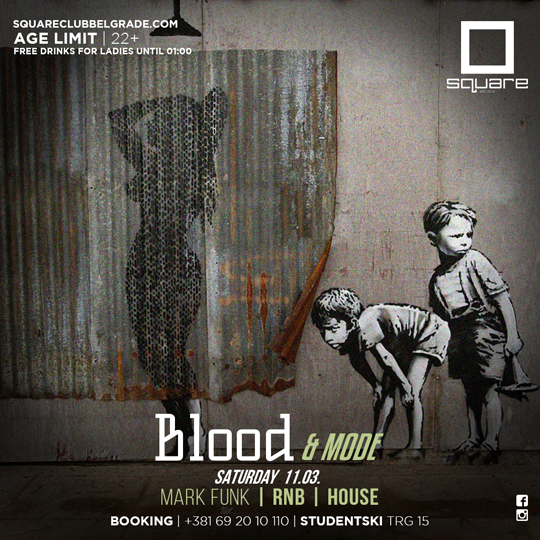 SQUARECLUBBELGRADE.COM
AGE LIMIT | 22+
FREE DRINKS FOR LADIES UNTIL 01:00
square
Blood & MODE
SATURDAY 11.03.
MARK FUNK | RNB | HOUSE
BOOKING | +381 69 20 10 110 | STUDENTSKI TRG 15